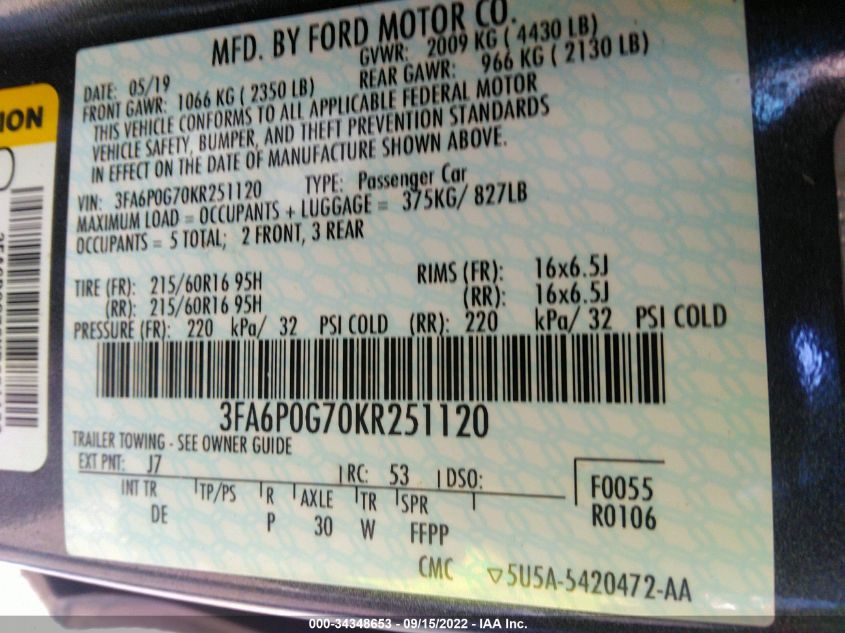 MFD. BY FORD MOTOR CO.
DATE: 05/19 GVWR: 2009 KG ( 4430 LB)
FRONT GAWR: 1066 KG ( 2350 LB) REAR GAWR: 966 KG ( 2130 LB)
THIS VEHICLE CONFORMS TO ALL APPLICABLE FEDERAL MOTOR
VEHICLE SAFETY, BUMPER, AND THEFT PREVENTION STANDARDS
IN EFFECT ON THE DATE OF MANUFACTURE SHOWN ABOVE.
VIN: 3FA6P0G70KR251120 TYPE: Passenger Car
MAXIMUM LOAD = OCCUPANTS + LUGGAGE = 375KG/ 827LB
OCCUPANTS = 5 TOTAL; 2 FRONT, 3 REAR
TIRE (FR): 215/60R16 95H RIMS (FR): 16x6.5J
(RR): 215/60R16 95H (RR): 16x6.5J
PRESSURE (FR): 220 kPa/ 32 PSI COLD (RR): 220 kPa/ 32 PSI COLD
3FA6P0G70KR251120
TRAILER TOWING - SEE OWNER GUIDE
EXT PNT: J7 RC: 53 DSO:
INT TR TP/PS R AXLE TR SPR
DE P 30 W FFPP
F0055
R0106
CMC ▽5U5A-5420472-AA
ION
000-34348653 - 09/15/2022 - IAA Inc.